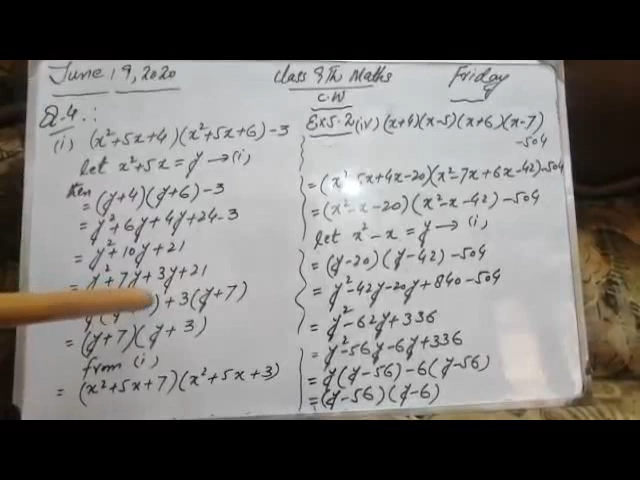 June 19, 2020 Class 9Th Maths Friday
C.W
Q.4 :
(i) (x²+5x+4)(x²+5x+6)-3
let x²+5x = y → (i)
then
= (y+4)(y+6)-3
= y²+6y+4y+24-3
= y²+10y+21
= y²+7y+3y+21
) + 3(y+7)
= (y+7)(y+3)
from (i)
= (x²+5x+7)(x²+5x+3)
Ex5.2 (iv) (x+4)(x-5)(x+6)(x-7)
-504
= (x²-5x+4x-20)(x²-7x+6x-42)-504
= (x²-x-20)(x²-x-42)-504
let x²-x = y → (i)
= (y-20)(y-42)-504
= y²-42y-20y+840-504
= y²-62y+336
= y²-56y-6y+336
= y(y-56)-6(y-56)
= (y-56)(y-6)